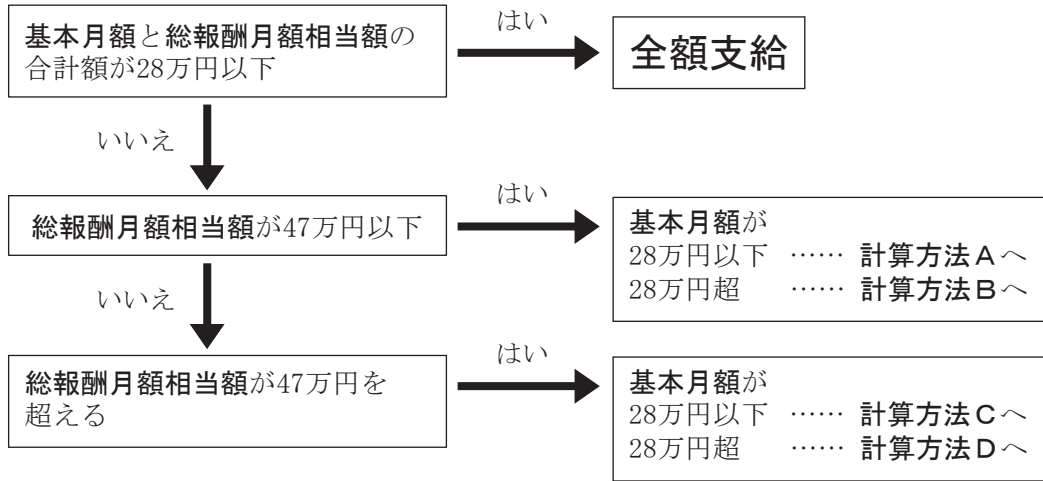 基本月額と総報酬月額相当額の
合計額が28万円以下
はい
全額支給
いいえ
総報酬月額相当額が47万円以下
はい
基本月額が
28万円以下 …… 計算方法Aへ
28万円超 …… 計算方法Bへ
いいえ
総報酬月額相当額が47万円を
超える
はい
基本月額が
28万円以下 …… 計算方法Cへ
28万円超 …… 計算方法Dへ